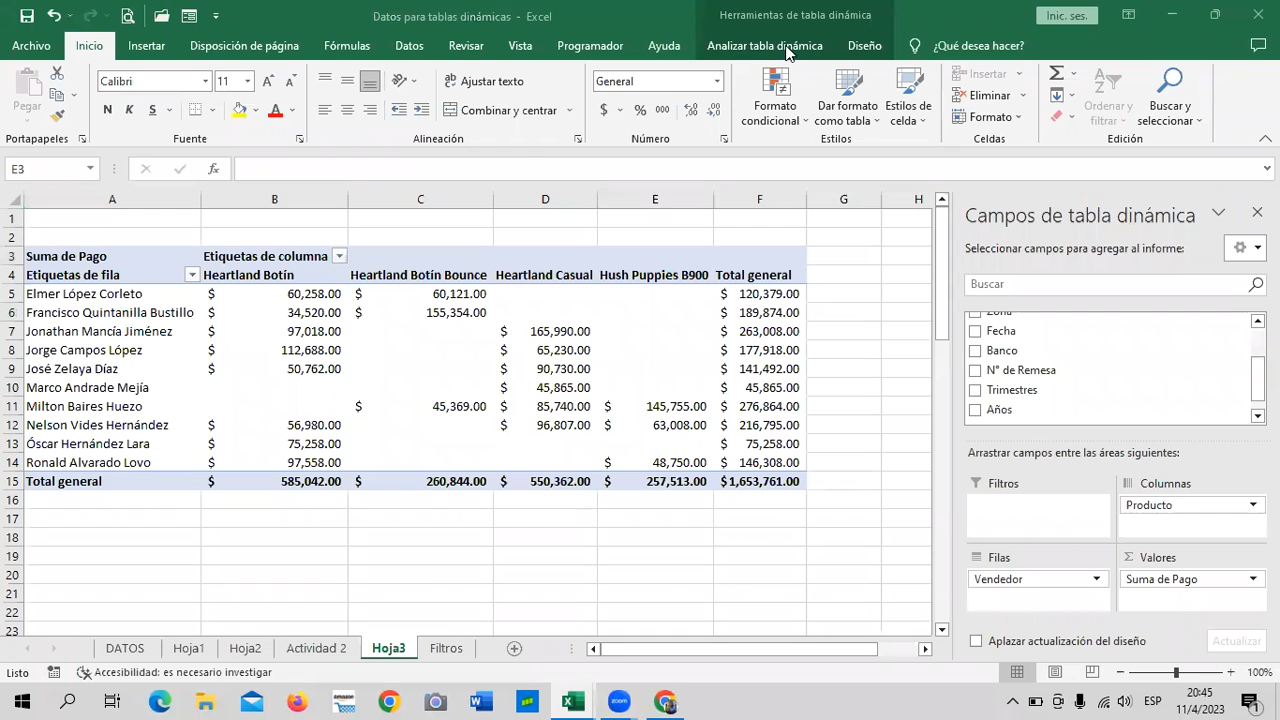 Datos para tablas dinámicas - Excel
Herramientas de tabla dinámica
Inic. ses.
Archivo Inicio Insertar Disposición de página Fórmulas Datos Revisar Vista Programador Ayuda Analizar tabla dinámica Diseño ¿Qué desea hacer?
Pegar
Calibri 11
N K S
Ajustar texto
Combinar y centrar
General
$ % 000
Formato condicional
Dar formato como tabla
Estilos de celda
Insertar
Eliminar
Formato
Ordenar y filtrar
Buscar y seleccionar
Portapapeles Fuente Alineación Número Estilos Celdas Edición
E3
A B C D E F G H
1
2
3 Suma de Pago Etiquetas de columna
4 Etiquetas de fila Heartland Botín Heartland Botín Bounce Heartland Casual Hush Puppies B900 Total general
5 Elmer López Corleto $ 60,258.00 $ 60,121.00 $ 120,379.00
6 Francisco Quintanilla Bustillo $ 34,520.00 $ 155,354.00 $ 189,874.00
7 Jonathan Mancía Jiménez $ 97,018.00 $ 165,990.00 $ 263,008.00
8 Jorge Campos López $ 112,688.00 $ 65,230.00 $ 177,918.00
9 José Zelaya Díaz $ 50,762.00 $ 90,730.00 $ 141,492.00
10 Marco Andrade Mejía $ 45,865.00 $ 45,865.00
11 Milton Baires Huezo $ 45,369.00 $ 85,740.00 $ 145,755.00 $ 276,864.00
12 Nelson Vides Hernández $ 56,980.00 $ 96,807.00 $ 63,008.00 $ 216,795.00
13 Óscar Hernández Lara $ 75,258.00 $ 75,258.00
14 Ronald Alvarado Lovo $ 97,558.00 $ 48,750.00 $ 146,308.00
15 Total general $ 585,042.00 $ 260,844.00 $ 550,362.00 $ 257,513.00 $1,653,761.00
16
17
18
19
20
21
22
23
Campos de tabla dinámica
Seleccionar campos para agregar al informe:
Buscar
Zona
Fecha
Banco
N° de Remesa
Trimestres
Años
Arrastrar campos entre las áreas siguientes:
Filtros
Columnas
Producto
Filas
Vendedor
Valores
Suma de Pago
Aplazar actualización del diseño
Actualizar
DATOS Hoja1 Hoja2 Actividad 2 Hoja3 Filtros
Listo Accesibilidad: es necesario investigar
100%
ESP
20:45
11/4/2023